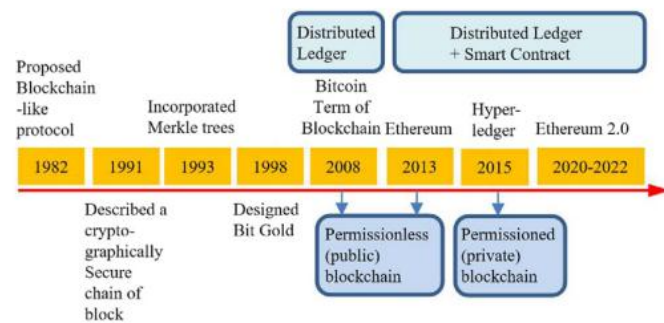 Distributed
Ledger
Distributed Ledger
+ Smart Contract
Proposed
Blockchain
-like
protocol
Incorporated
Merkle trees
Bitcoin
Term of
Blockchain
Ethereum
Hyper-
ledger
Ethereum 2.0
1982
1991
1993
1998
2008
2013
2015
2020-2022
Described a
crypto-
graphically
Secure
chain of
block
Designed
Bit Gold
Permissionless
(public)
blockchain
Permissioned
(private)
blockchain